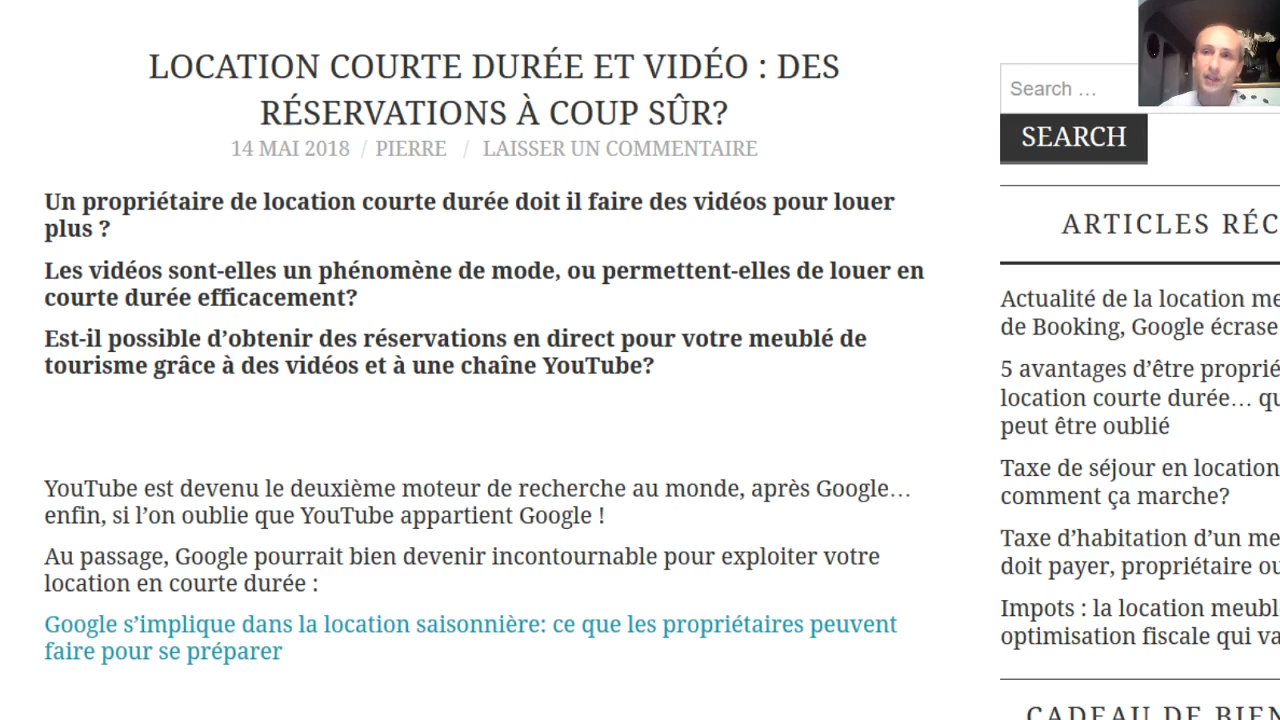 LOCATION COURTE DURÉE ET VIDÉO : DES
RÉSERVATIONS À COUP SÛR?
14 MAI 2018 / PIERRE / LAISSER UN COMMENTAIRE
Un propriétaire de location courte durée doit il faire des vidéos pour louer
plus ?
Les vidéos sont-elles un phénomène de mode, ou permettent-elles de louer en
courte durée efficacement?
Est-il possible d’obtenir des réservations en direct pour votre meublé de
tourisme grâce à des vidéos et à une chaîne YouTube?
YouTube est devenu le deuxième moteur de recherche au monde, après Google…
enfin, si l’on oublie que YouTube appartient Google !
Au passage, Google pourrait bien devenir incontournable pour exploiter votre
location en courte durée :
Google s’implique dans la location saisonnière: ce que les propriétaires peuvent
faire pour se préparer
Search …
SEARCH
ARTICLES RÉC
Actualité de la location me
de Booking, Google écrase
5 avantages d’être proprié
location courte durée… qu
peut être oublié
Taxe de séjour en location
comment ça marche?
Taxe d’habitation d’un me
doit payer, propriétaire ou
Impots : la location meubl
optimisation fiscale qui va
CADEAU DE BIEN